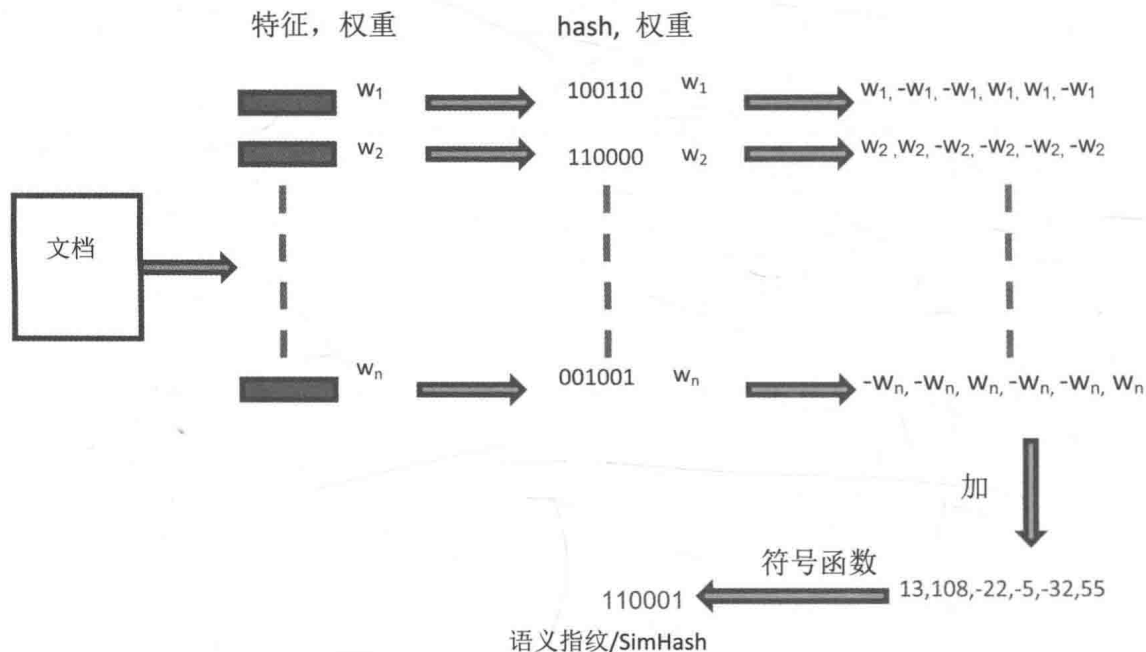 特征，权重 hash, 权重
w₁ 100110 w₁ w₁, -w₁, -w₁, w₁, w₁, -w₁
w₂ 110000 w₂ w₂ ,w₂, -w₂, -w₂, -w₂, -w₂
文档
wₙ 001001 wₙ -wₙ, -wₙ, wₙ, -wₙ, -wₙ, wₙ
加
符号函数
110001 13,108,-22,-5,-32,55
语义指纹/SimHash